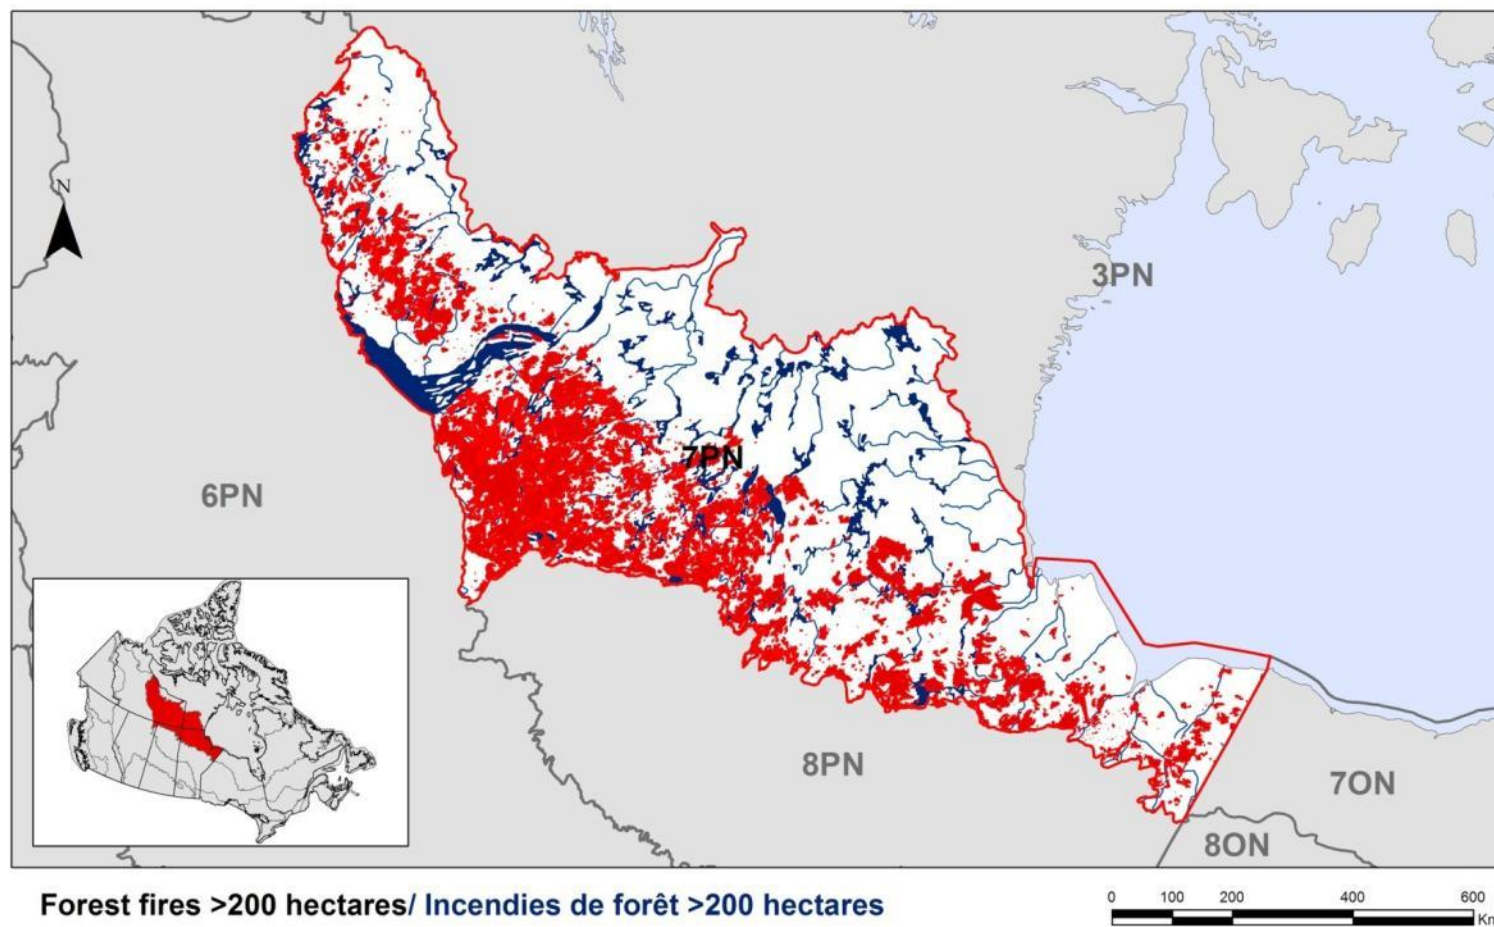 N
3PN
7PN
6PN
8PN
7ON
8ON
Forest fires >200 hectares/ Incendies de forêt >200 hectares
0 100 200 400 600
Km